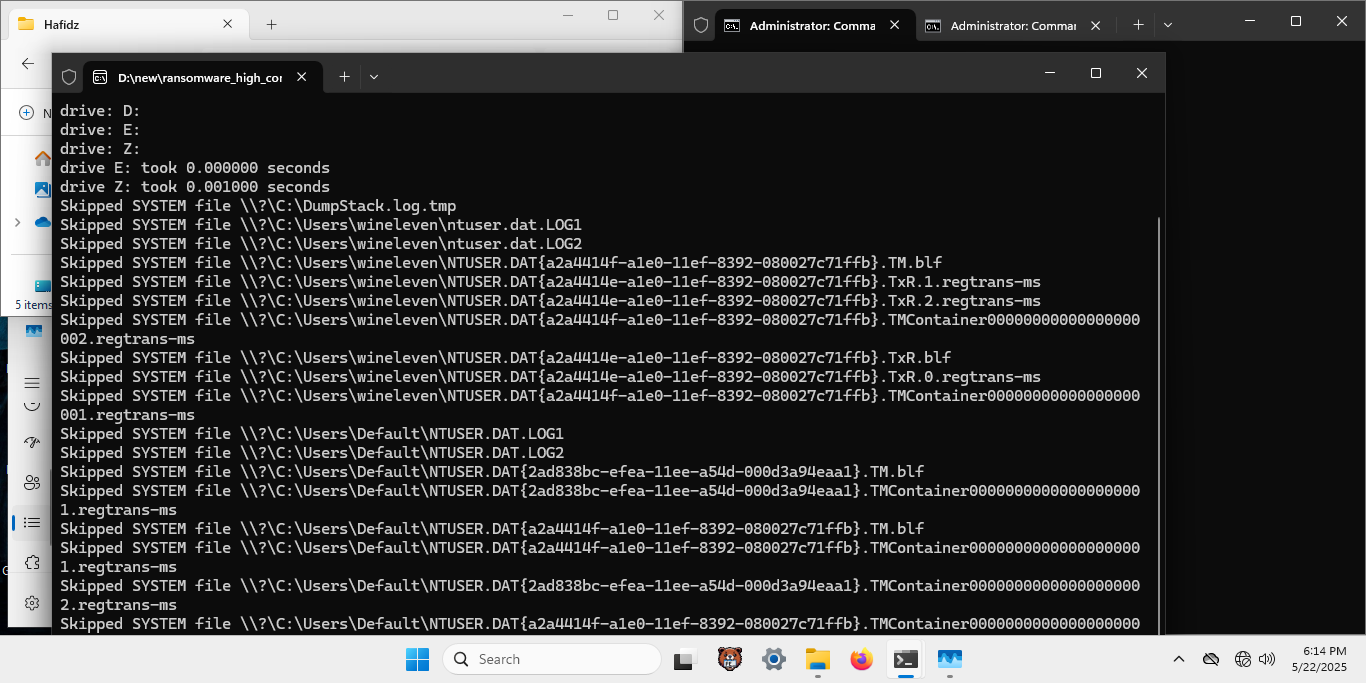 Hafidz
Administrator: Comma
Administrator: Commar
D:\new\ransomware_high_cor
N
5 items
drive: D:
drive: E:
drive: Z:
drive E: took 0.000000 seconds
drive Z: took 0.001000 seconds
Skipped SYSTEM file \\?\C:\DumpStack.log.tmp
Skipped SYSTEM file \\?\C:\Users\wineleven\ntuser.dat.LOG1
Skipped SYSTEM file \\?\C:\Users\wineleven\ntuser.dat.LOG2
Skipped SYSTEM file \\?\C:\Users\wineleven\NTUSER.DAT{a2a4414f-a1e0-11ef-8392-080027c71ffb}.TM.blf
Skipped SYSTEM file \\?\C:\Users\wineleven\NTUSER.DAT{a2a4414e-a1e0-11ef-8392-080027c71ffb}.TxR.1.regtrans-ms
Skipped SYSTEM file \\?\C:\Users\wineleven\NTUSER.DAT{a2a4414e-a1e0-11ef-8392-080027c71ffb}.TxR.2.regtrans-ms
Skipped SYSTEM file \\?\C:\Users\wineleven\NTUSER.DAT{a2a4414f-a1e0-11ef-8392-080027c71ffb}.TMContainer00000000000000000
002.regtrans-ms
Skipped SYSTEM file \\?\C:\Users\wineleven\NTUSER.DAT{a2a4414e-a1e0-11ef-8392-080027c71ffb}.TxR.blf
Skipped SYSTEM file \\?\C:\Users\wineleven\NTUSER.DAT{a2a4414e-a1e0-11ef-8392-080027c71ffb}.TxR.0.regtrans-ms
Skipped SYSTEM file \\?\C:\Users\wineleven\NTUSER.DAT{a2a4414f-a1e0-11ef-8392-080027c71ffb}.TMContainer00000000000000000
001.regtrans-ms
Skipped SYSTEM file \\?\C:\Users\Default\NTUSER.DAT.LOG1
Skipped SYSTEM file \\?\C:\Users\Default\NTUSER.DAT.LOG2
Skipped SYSTEM file \\?\C:\Users\Default\NTUSER.DAT{2ad838bc-efea-11ee-a54d-000d3a94eaa1}.TM.blf
Skipped SYSTEM file \\?\C:\Users\Default\NTUSER.DAT{2ad838bc-efea-11ee-a54d-000d3a94eaa1}.TMContainer0000000000000000000
1.regtrans-ms
Skipped SYSTEM file \\?\C:\Users\Default\NTUSER.DAT{a2a4414f-a1e0-11ef-8392-080027c71ffb}.TM.blf
Skipped SYSTEM file \\?\C:\Users\Default\NTUSER.DAT{a2a4414f-a1e0-11ef-8392-080027c71ffb}.TMContainer0000000000000000000
1.regtrans-ms
Skipped SYSTEM file \\?\C:\Users\Default\NTUSER.DAT{2ad838bc-efea-11ee-a54d-000d3a94eaa1}.TMContainer0000000000000000000
2.regtrans-ms
Skipped SYSTEM file \\?\C:\Users\Default\NTUSER.DAT{a2a4414f-a1e0-11ef-8392-080027c71ffb}.TMContainer0000000000000000000
Search
6:14 PM
5/22/2025